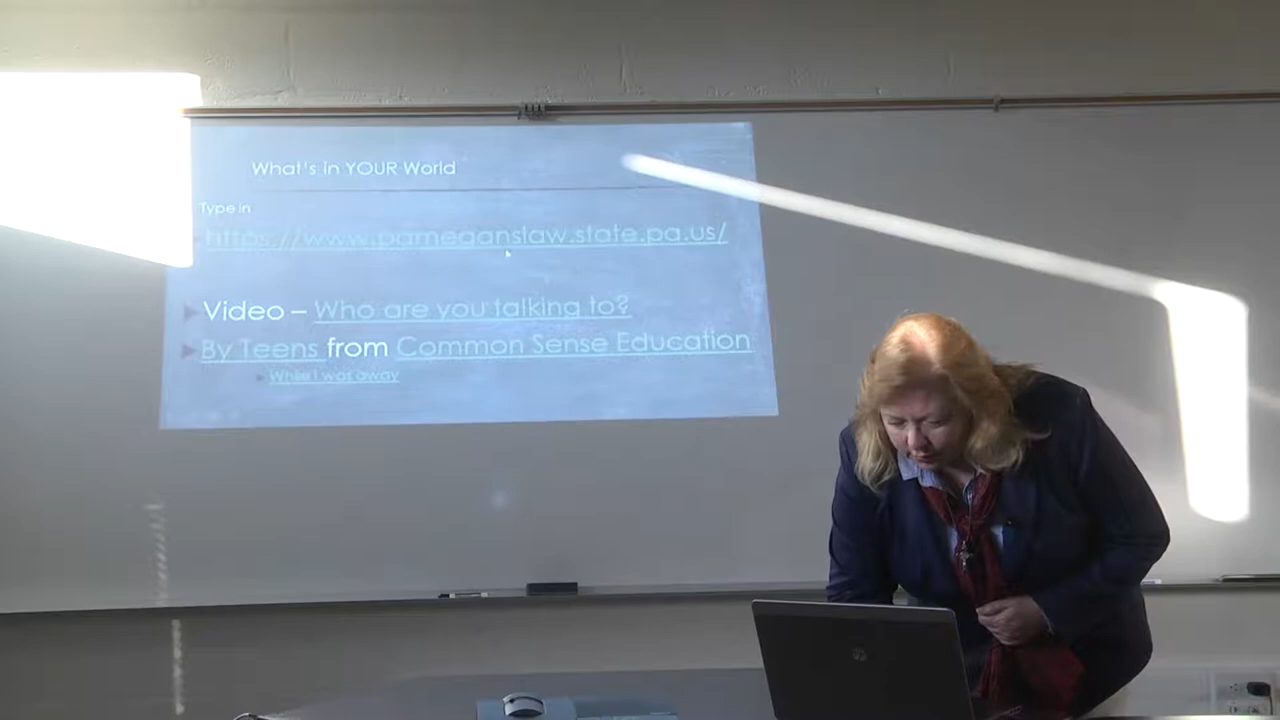 What's in YOUR World
Type in
https://www.pameganslaw.state.pa.us/
Video – Who are you talking to?
By Teens from Common Sense Education
While I was away
hp